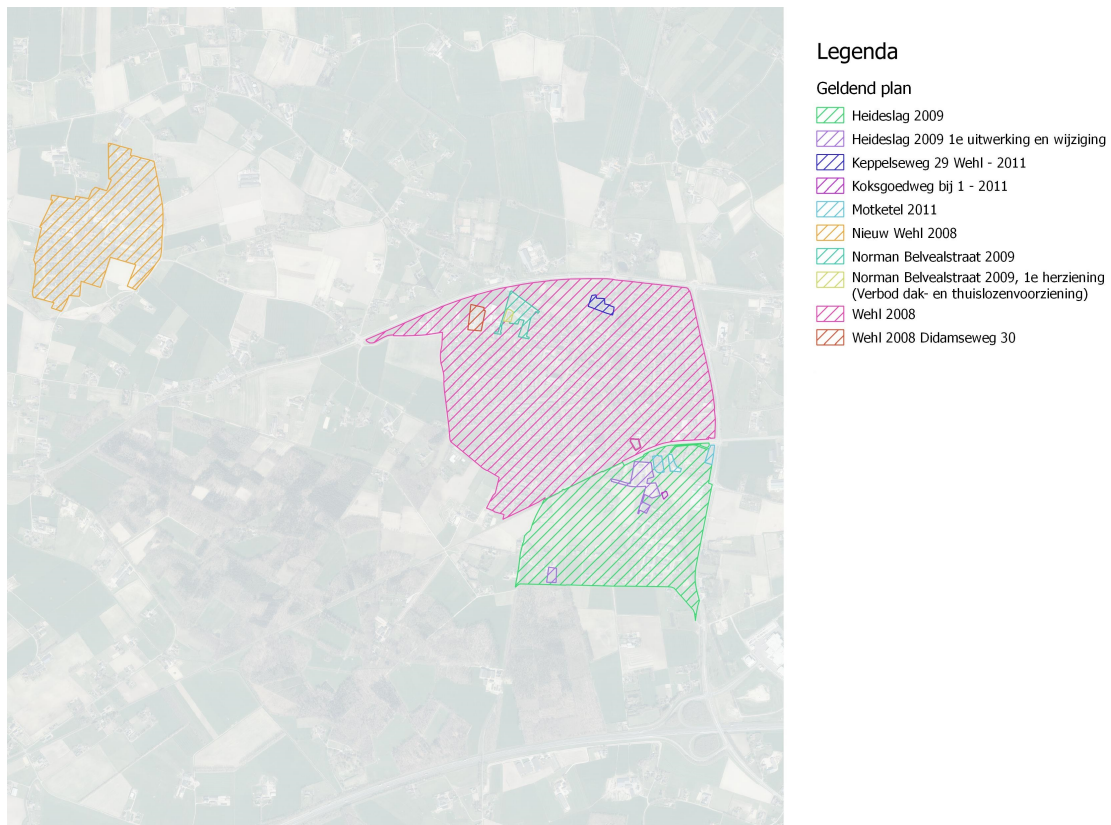 Legenda
Geldend plan
Heideslag 2009
Heideslag 2009 1e uitwerking en wijziging
Keppelseweg 29 Wehl - 2011
Koksgoedweg bij 1 - 2011
Motketel 2011
Nieuw Wehl 2008
Norman Belvealstraat 2009
Norman Belvealstraat 2009, 1e herziening
(Verbod dak- en thuislozenvoorziening)
Wehl 2008
Wehl 2008 Didamseweg 30